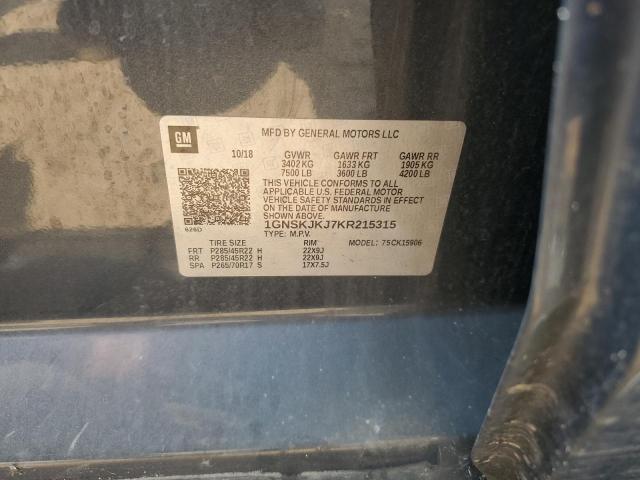 GM
MFD BY GENERAL MOTORS LLC
10/18 GVWR GAWR FRT GAWR RR
3402 KG 1633 KG 1905 KG
7500 LB 3600 LB 4200 LB
THIS VEHICLE CONFORMS TO ALL
APPLICABLE U.S. FEDERAL MOTOR
VEHICLE SAFETY STANDARDS IN EFFECT
ON THE DATE OF MANUFACTURE
SHOWN ABOVE.
1GNSKJKJ7KR215315
626D TYPE: M.P.V.
TIRE SIZE RIM MODEL: 75CK15906
FRT P285/45R22 H 22X9J
RR P285/45R22 H 22X9J
SPA P265/70R17 S 17X7.5J